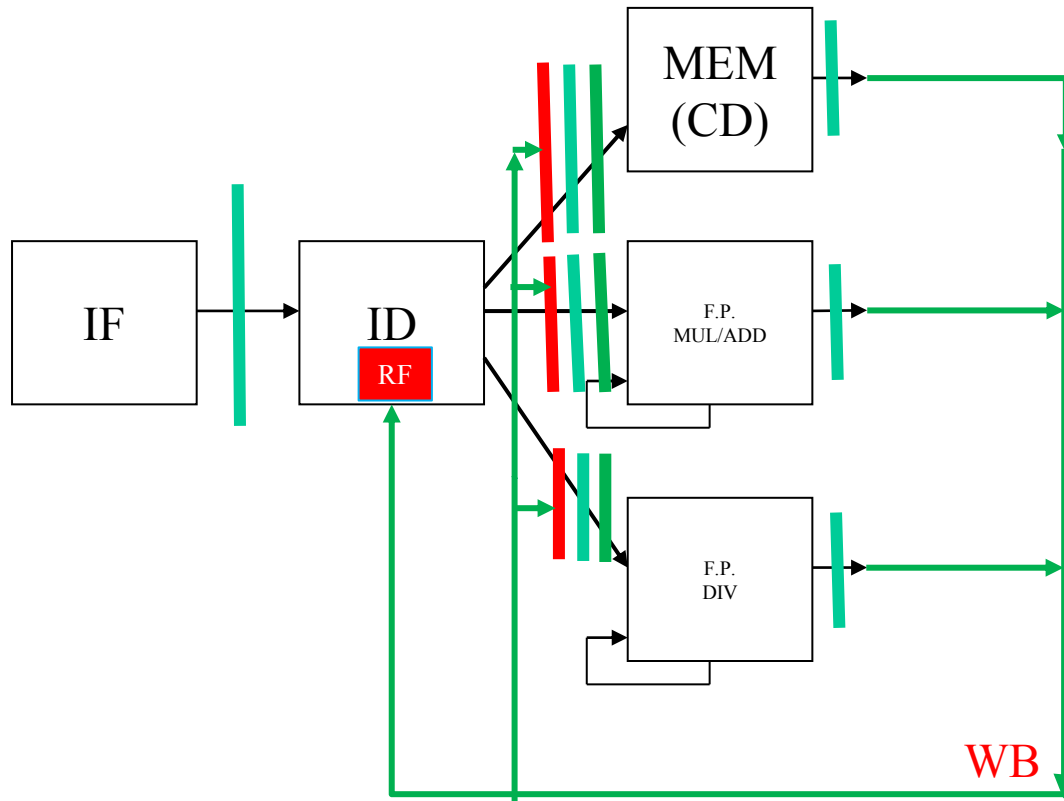 MEM
(CD)
IF
ID
RF
F.P.
MUL/ADD
F.P.
DIV
WB